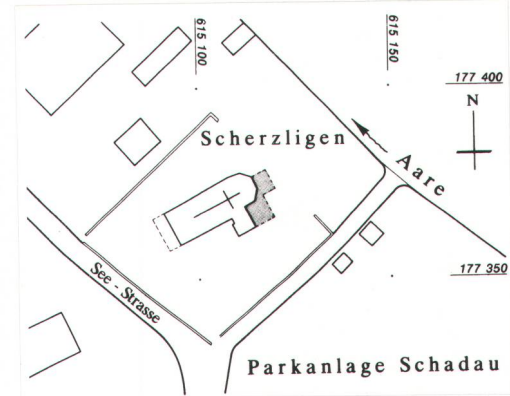 615 100
615 150
177 400
N
Scherzligen
Aare
177 350
See - Strasse
Parkanlage Schadau